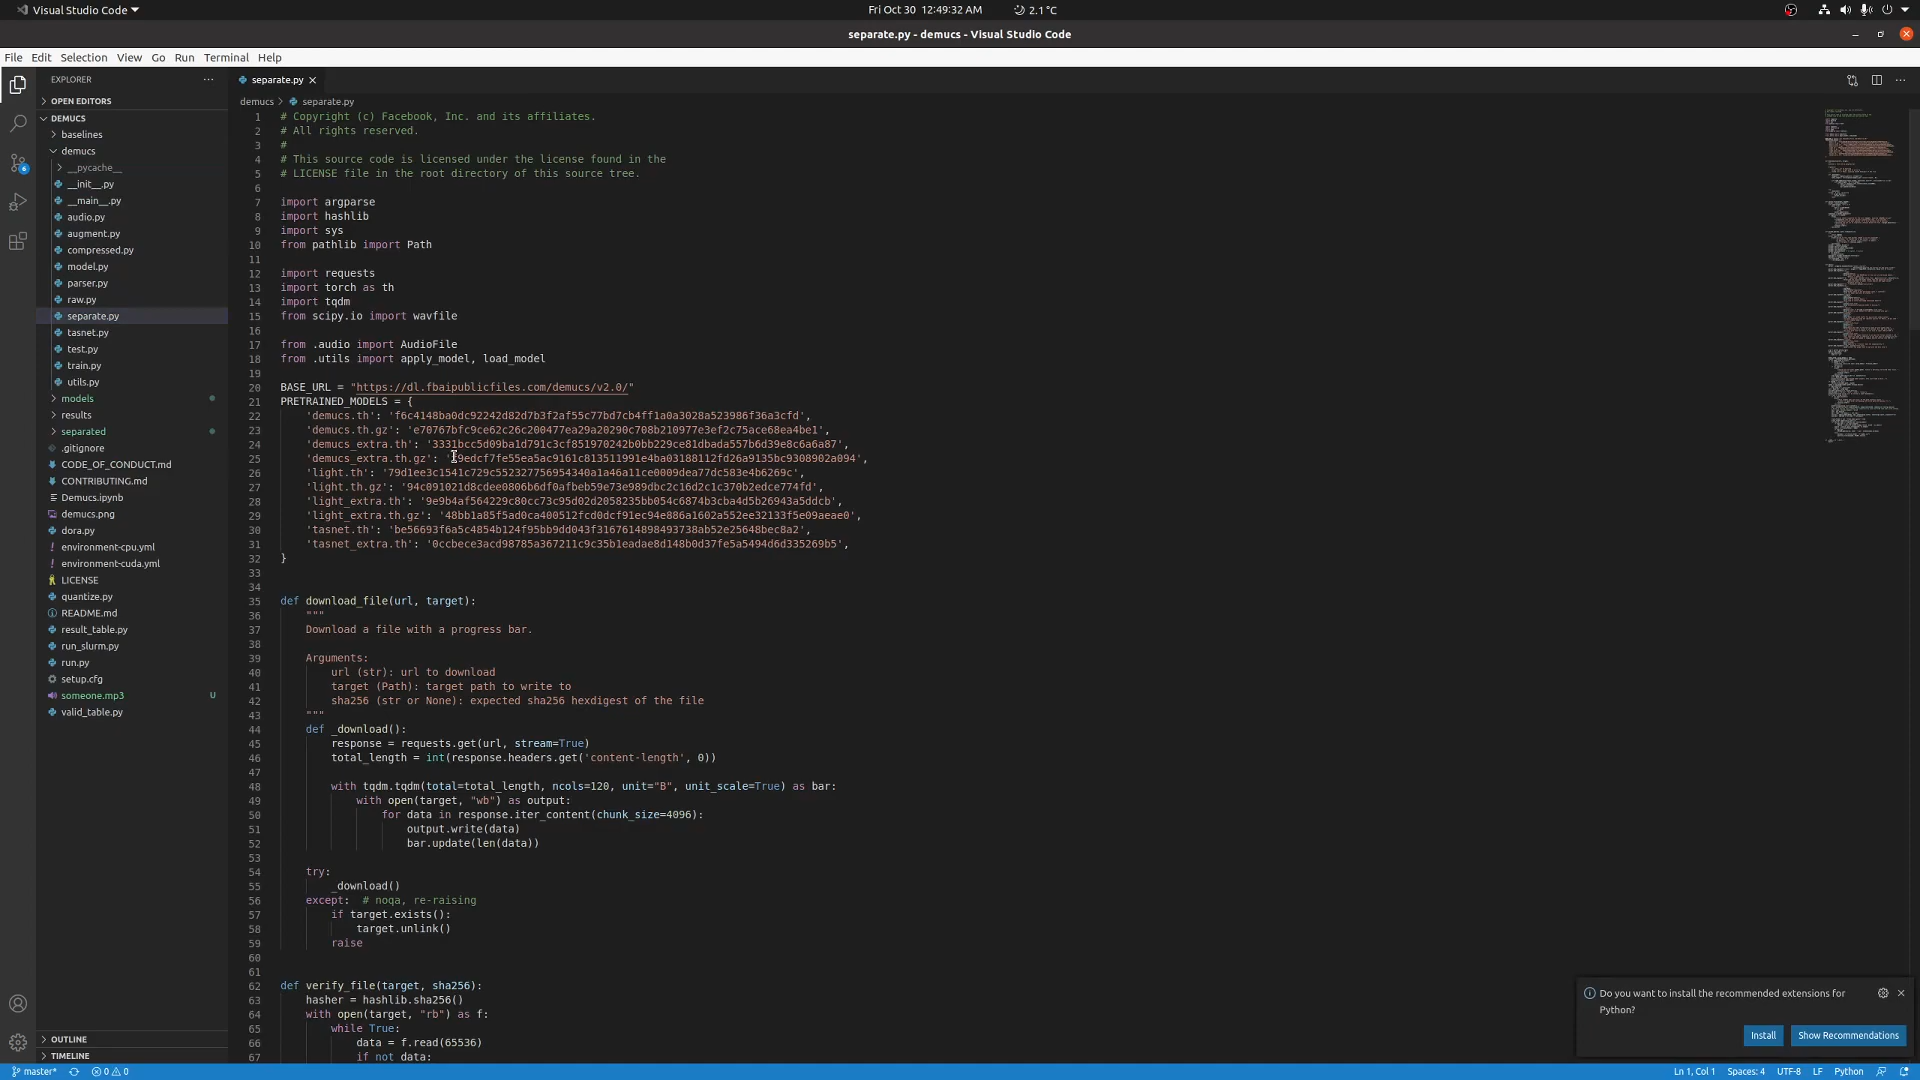 Visual Studio Code
Fri Oct 30 12:49:32 AM
2.1 °C
separate.py - demucs - Visual Studio Code
File Edit Selection View Go Run Terminal Help
EXPLORER
OPEN EDITORS
DEMUCS
baselines
demucs
__pycache__
__init__.py
__main__.py
audio.py
augment.py
compressed.py
model.py
parser.py
raw.py
separate.py
tasnet.py
test.py
train.py
utils.py
models
results
separated
.gitignore
CODE_OF_CONDUCT.md
CONTRIBUTING.md
Demucs.ipynb
demucs.png
dora.py
environment-cpu.yml
environment-cuda.yml
LICENSE
quantize.py
README.md
result_table.py
run_slurm.py
run.py
setup.cfg
someone.mp3 U
valid_table.py
OUTLINE
TIMELINE
6
separate.py
demucs > separate.py
1 # Copyright (c) Facebook, Inc. and its affiliates.
2 # All rights reserved.
3 #
4 # This source code is licensed under the license found in the
5 # LICENSE file in the root directory of this source tree.
6
7 import argparse
8 import hashlib
9 import sys
10 from pathlib import Path
11
12 import requests
13 import torch as th
14 import tqdm
15 from scipy.io import wavfile
16
17 from .audio import AudioFile
18 from .utils import apply_model, load_model
19
20 BASE_URL = "https://dl.fbaipublicfiles.com/demucs/v2.0/"
21 PRETRAINED_MODELS = {
22 'demucs.th': 'f6c4148ba0dc92242d82d7b3f2af55c77bd7cb4ff1a0a3028a523986f36a3cfd',
23 'demucs.th.gz': 'e70767bfc9ce62c26c200477ea29a20290c708b210977e3ef2c75ace68ea4be1',
24 'demucs_extra.th': '3331bcc5d09ba1d791c3cf851970242b0bb229ce81dbada557b6d39e8c6a6a87',
25 'demucs_extra.th.gz': 9edcf7fe55ea5ac9161c813511991e4ba03188112fd26a9135bc9308902a094',
26 'light.th': '79d1ee3c1541c729c552327756954340a1a46a11ce0009dea77dc583e4b6269c',
27 'light.th.gz': '94c091021d8cdee0806b6df0afbeb59e73e989dbc2c16d2c1c370b2edce774fd',
28 'light_extra.th': '9e9b4af564229c80cc73c95d02d2058235bb054c6874b3cba4d5b26943a5ddcb',
29 'light_extra.th.gz': '48bb1a85f5ad0ca400512fcd0dcf91ec94e886a1602a552ee32133f5e09aeae0',
30 'tasnet.th': 'be56693f6a5c4854b124f95bb9dd043f3167614898493738ab52e25648bec8a2',
31 'tasnet_extra.th': '0ccbece3acd98785a367211c9c35b1eadae8d148b0d37fe5a5494d6d335269b5',
32 }
33
34
35 def download_file(url, target):
36 """
37 Download a file with a progress bar.
38
39 Arguments:
40 url (str): url to download
41 target (Path): target path to write to
42 sha256 (str or None): expected sha256 hexdigest of the file
43 """
44 def _download():
45 response = requests.get(url, stream=True)
46 total_length = int(response.headers.get('content-length', 0))
47
48 with tqdm.tqdm(total=total_length, ncols=120, unit="B", unit_scale=True) as bar:
49 with open(target, "wb") as output:
50 for data in response.iter_content(chunk_size=4096):
51 output.write(data)
52 bar.update(len(data))
53
54 try:
55 _download()
56 except: # noqa, re-raising
57 if target.exists():
58 target.unlink()
59 raise
60
61
62 def verify_file(target, sha256):
63 hasher = hashlib.sha256()
64 with open(target, "rb") as f:
65 while True:
66 data = f.read(65536)
67 if not data:
Do you want to install the recommended extensions for
Python?
Install
Show Recommendations
master*
0 0
Ln 1, Col 1 Spaces: 4 UTF-8 LF Python